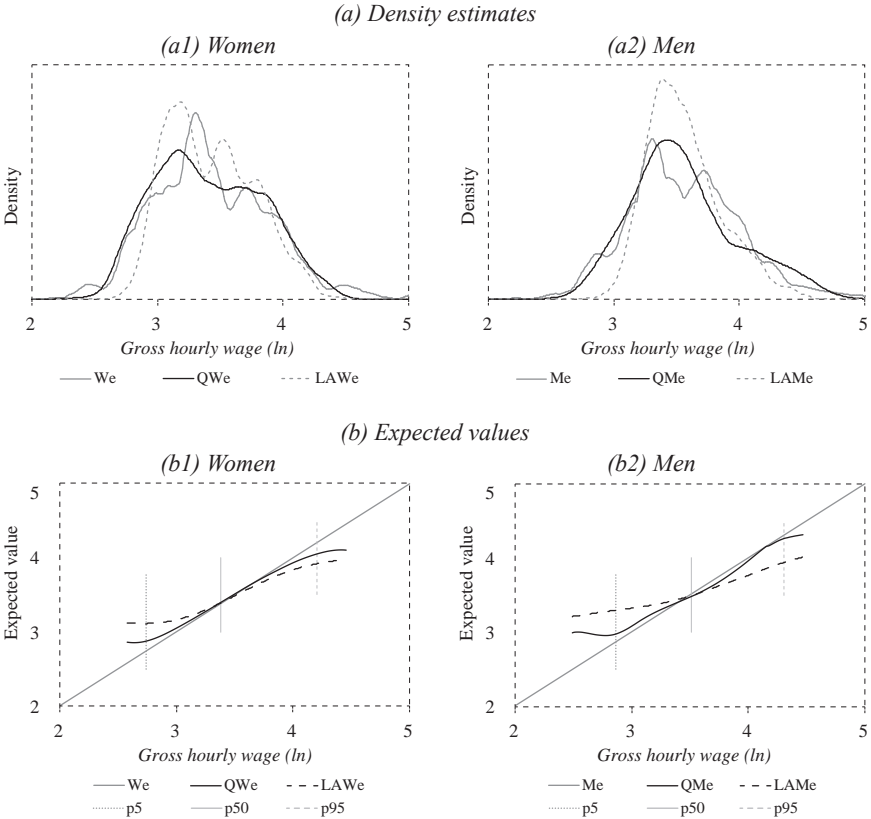 (a) Density estimates
(a1) Women
(a2) Men
Density
Density
2 3 4 5
2 3 4 5
Gross hourly wage (ln)
Gross hourly wage (ln)
We QWe LAWe
Me QMe LAMe
(b) Expected values
(b1) Women
(b2) Men
Expected value
5
4
3
2
Expected value
5
4
3
2
2 3 4 5
2 3 4 5
Gross hourly wage (ln)
Gross hourly wage (ln)
We QWe LAWe
p5 p50 p95
Me QMe LAMe
p5 p50 p95